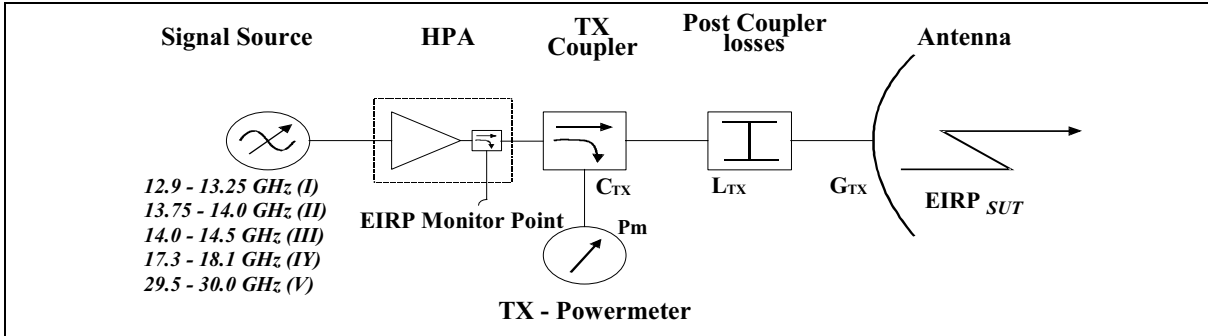 Signal Source
HPA
TX
Coupler
Post Coupler
losses
Antenna
12.9 - 13.25 GHz (I)
13.75 - 14.0 GHz (II)
14.0 - 14.5 GHz (III)
17.3 - 18.1 GHz (IY)
29.5 - 30.0 GHz (V)
EIRP Monitor Point
CTX
Pm
TX - Powermeter
LTX
GTX
EIRP SUT